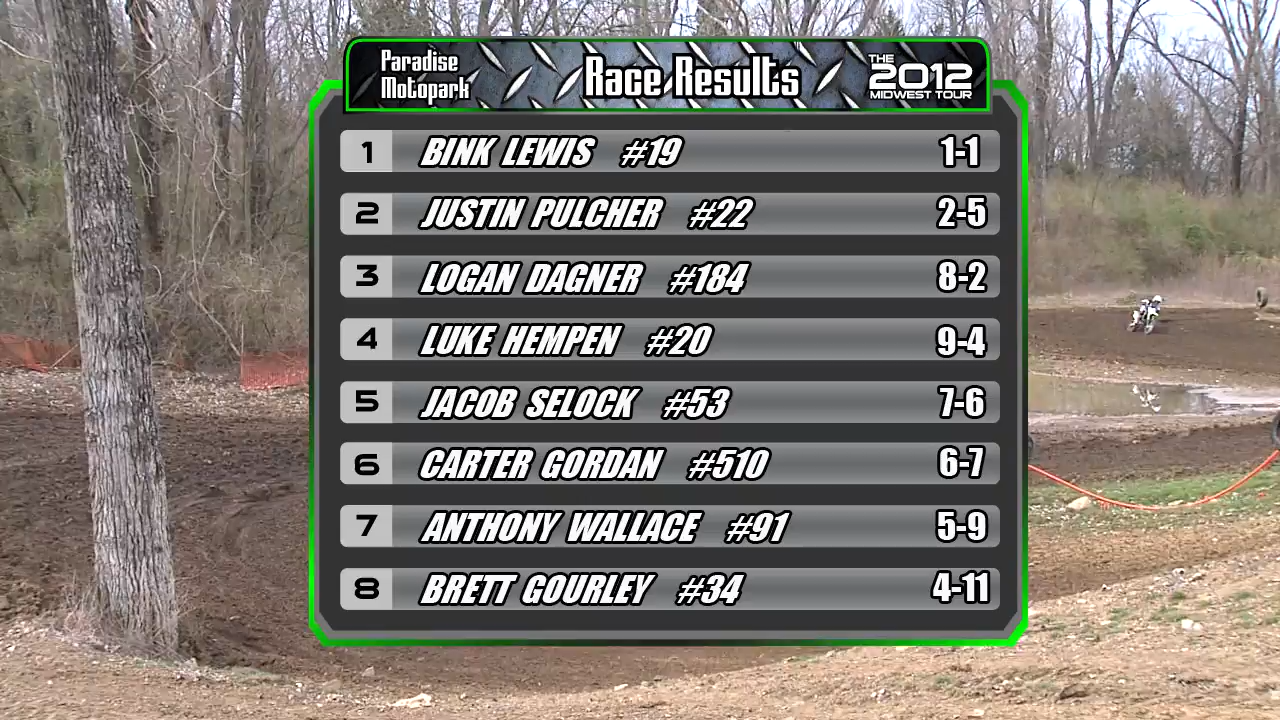 Paradise
Motopark
Race Results
THE
2012
MIDWEST TOUR
1 BINK LEWIS #19 1-1
2 JUSTIN PULCHER #22 2-5
3 LOGAN DAGNER #184 8-2
4 LUKE HEMPEN #20 9-4
5 JACOB SELOCK #53 7-6
6 CARTER GORDAN #510 6-7
7 ANTHONY WALLACE #91 5-9
8 BRETT GOURLEY #34 4-11